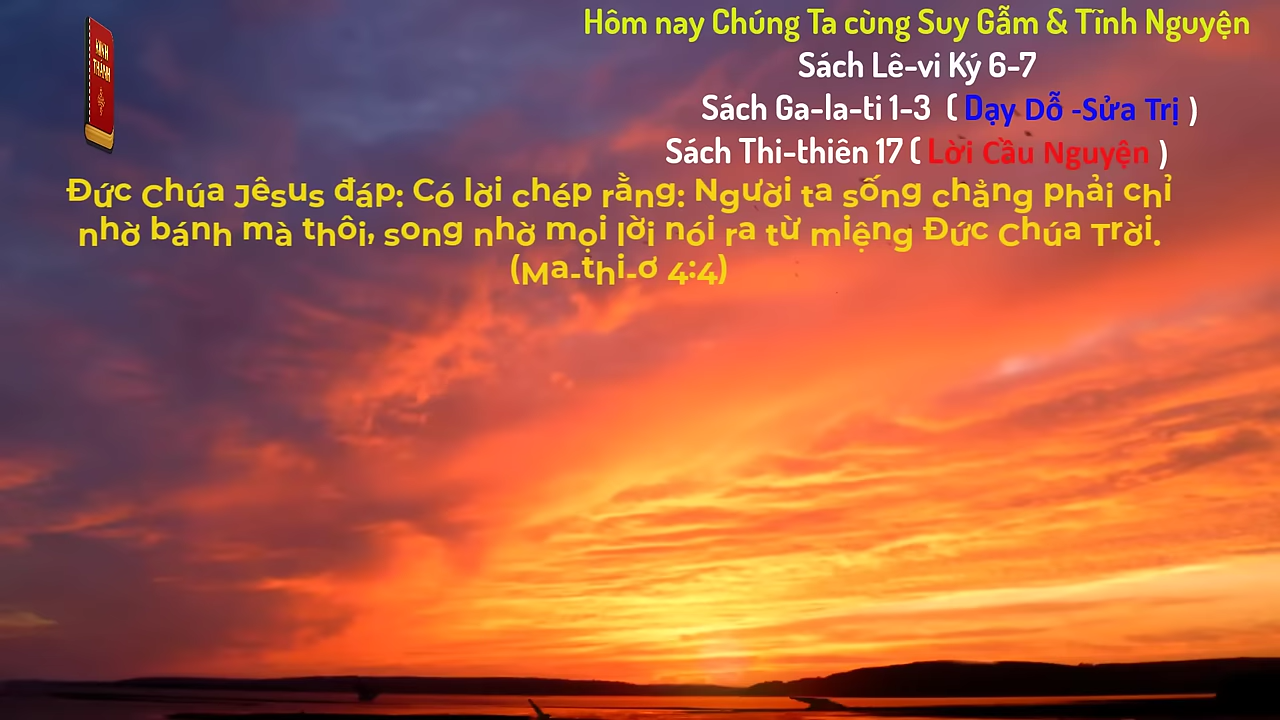 Hôm nay Chúng Ta cùng Suy Gẫm & Tĩnh Nguyện
Sách Lê-vi Ký 6-7
Sách Ga-la-ti 1-3 ( Dạy Dỗ -Sửa Trị )
Sách Thi-thiên 17 ( Lời Cầu Nguyện )
KINH
THÁNH
Đức Chúa Jêsus đáp: Có lời chép rằng: Người ta sống chẳng phải chỉ
nhờ bánh mà thôi, song nhờ mọi lời nói ra từ miệng Đức Chúa Trời.
(Ma-thi-ơ 4:4)